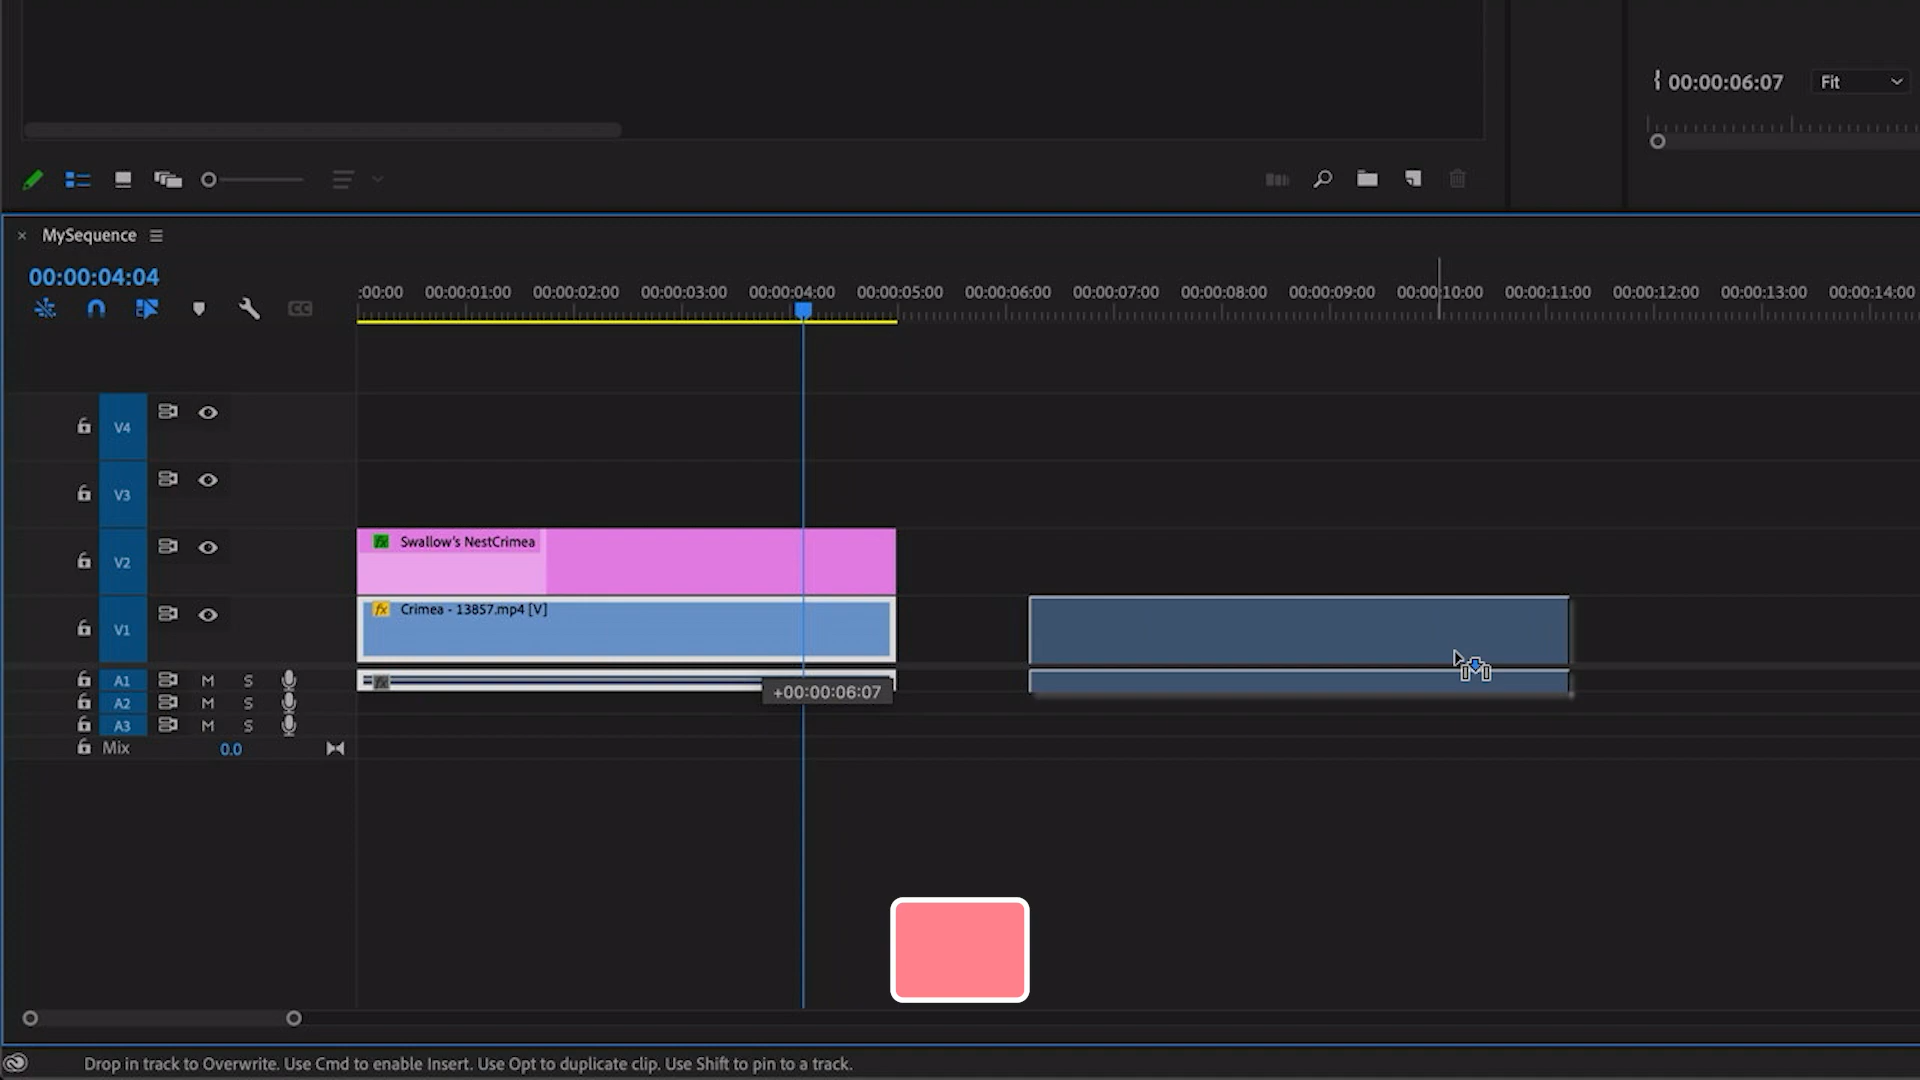 00:00:06:07
Fit
× MySequence
00:00:04:04
:00:00 00:00:01:00 00:00:02:00 00:00:03:00 00:00:04:00 00:00:05:00 00:00:06:00 00:00:07:00 00:00:08:00 00:00:09:00 00:00:10:00 00:00:11:00 00:00:12:00 00:00:13:00 00:00:14:00
CC
V4
V3
V2
fx Swallow's NestCrimea
V1
fx Crimea - 13857.mp4 [V]
A1 M S
fx
+00:00:06:07
A2 M S
A3 M S
Mix 0.0
Drop in track to Overwrite. Use Cmd to enable Insert. Use Opt to duplicate clip. Use Shift to pin to a track.